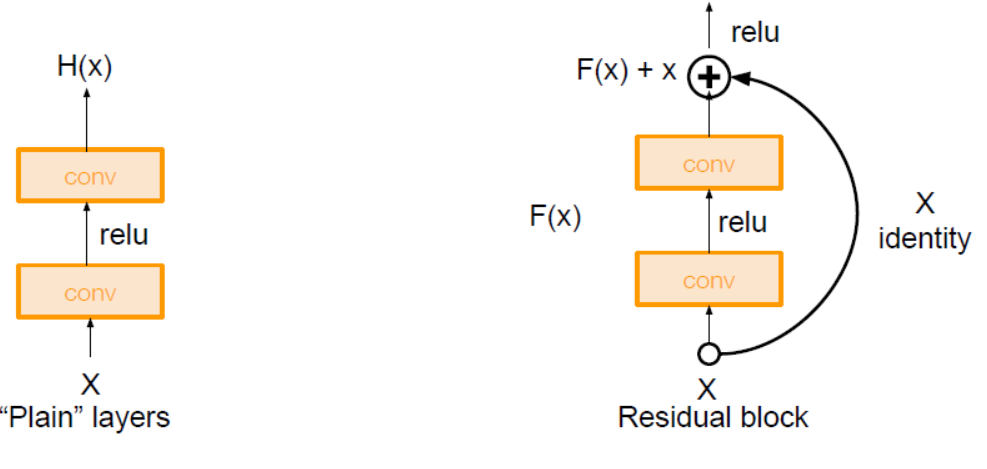 H(x)
conv
relu
conv
X
“Plain” layers
relu
F(x) + x
conv
F(x)
relu
X
identity
conv
X
Residual block